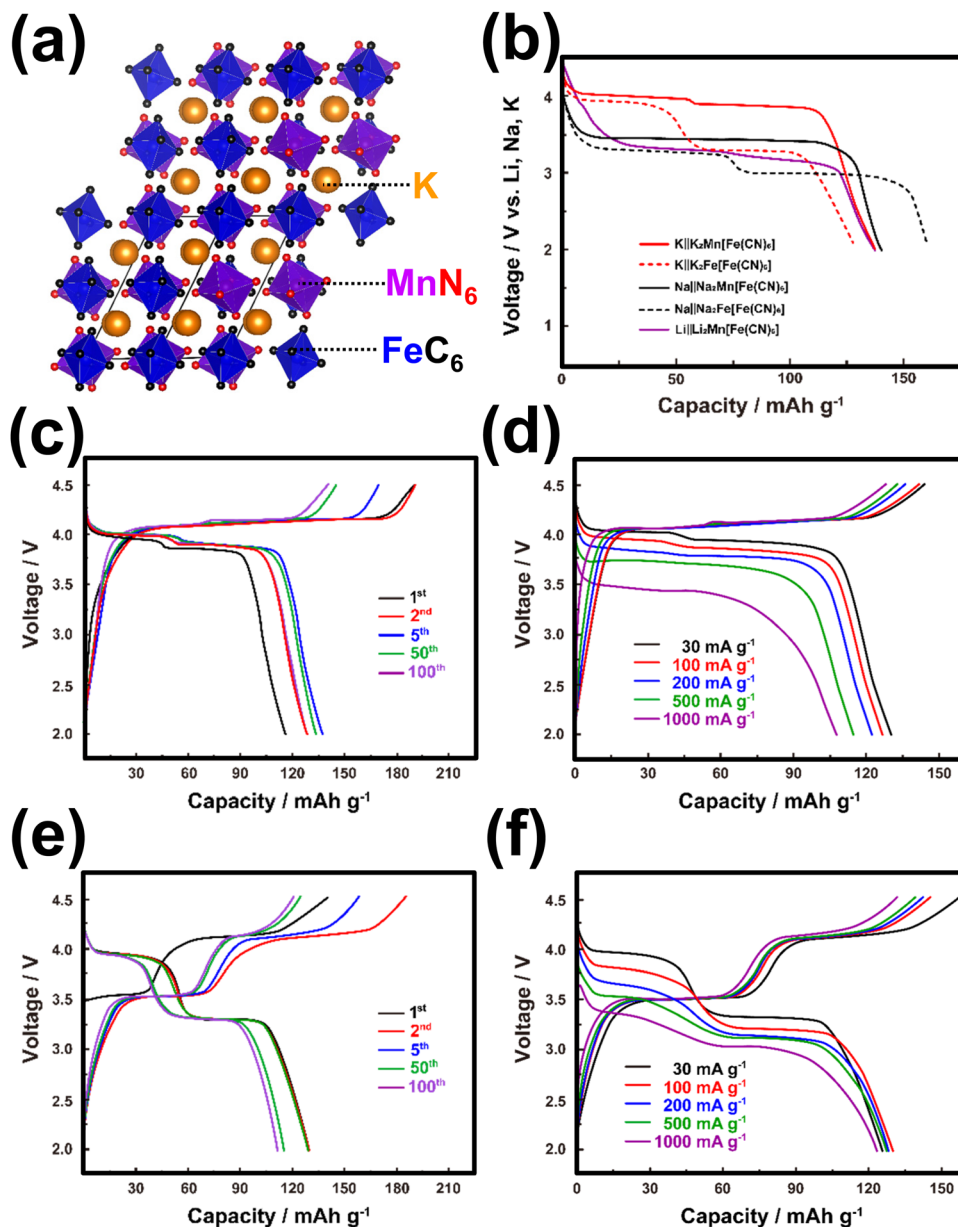 (a)
K
MnN₆
FeC₆
(b)
Voltage / V vs. Li, Na, K
4
3
2
1
K||K₂Mn[Fe(CN)₆]
K||K₂Fe[Fe(CN)₆]
Na||Na₂Mn[Fe(CN)₆]
Na||Na₂Fe[Fe(CN)₆]
Li||Li₂Mn[Fe(CN)₆]
0 50 100 150
Capacity / mAh g⁻¹
(c)
Voltage / V
4.5
4.0
3.5
3.0
2.5
2.0
1ˢᵗ
2ⁿᵈ
5ᵗʰ
50ᵗʰ
100ᵗʰ
30 60 90 120 150 180 210
Capacity / mAh g⁻¹
(d)
Voltage / V
4.5
4.0
3.5
3.0
2.5
2.0
30 mA g⁻¹
100 mA g⁻¹
200 mA g⁻¹
500 mA g⁻¹
1000 mA g⁻¹
0 30 60 90 120 150
Capacity / mAh g⁻¹
(e)
Voltage / V
4.5
4.0
3.5
3.0
2.5
2.0
1ˢᵗ
2ⁿᵈ
5ᵗʰ
50ᵗʰ
100ᵗʰ
30 60 90 120 150 180 210
Capacity / mAh g⁻¹
(f)
Voltage / V
4.5
4.0
3.5
3.0
2.5
2.0
30 mA g⁻¹
100 mA g⁻¹
200 mA g⁻¹
500 mA g⁻¹
1000 mA g⁻¹
0 30 60 90 120 150
Capacity / mAh g⁻¹